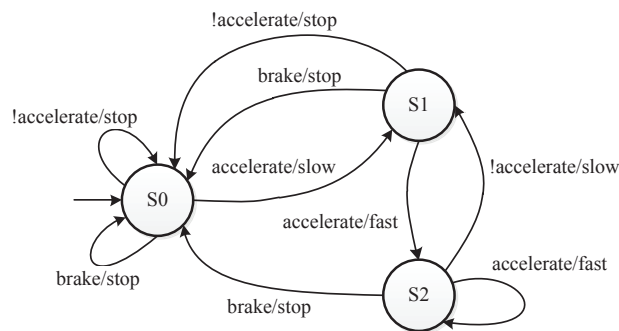 !accelerate/stop
brake/stop
S1
!accelerate/stop
accelerate/slow
!accelerate/slow
S0
accelerate/fast
accelerate/fast
brake/stop
brake/stop
S2